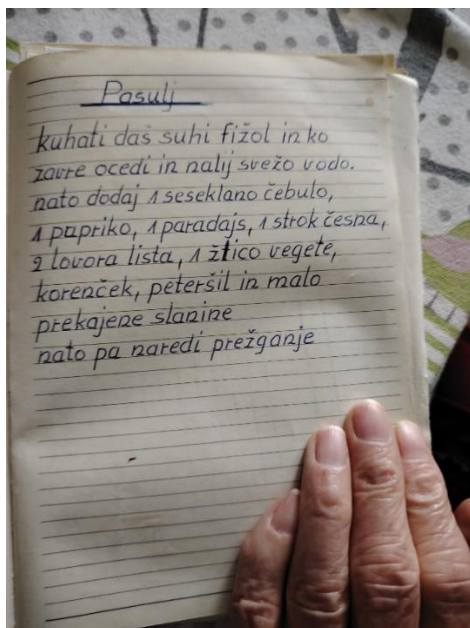 Pasulj
kuhati daš suhi fižol in ko
zavre ocedi in nalij svežo vodo.
nato dodaj 1 seseklano čebulo,
1 papriko, 1 paradajs, 1 strok česna,
2 lovora lista, 1 žlico vegete,
korenček, peteršil in malo
prekajene slanine
nato pa naredi prežganje